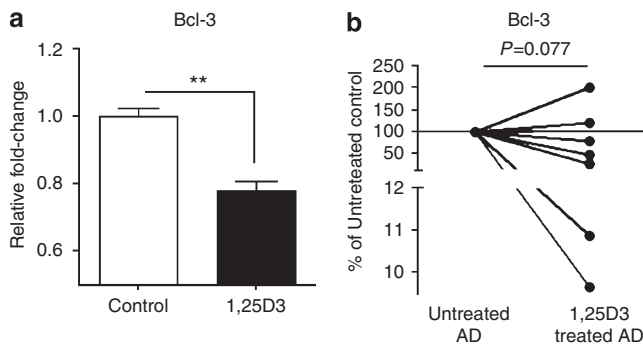 a
Bcl-3
Relative fold-change
1.2
1.0
0.8
0.6
**
Control
1,25D3
b
Bcl-3
P=0.077
% of Untreteated control
250
200
150
100
50
12
11
10
Untreated
AD
1,25D3
treated AD